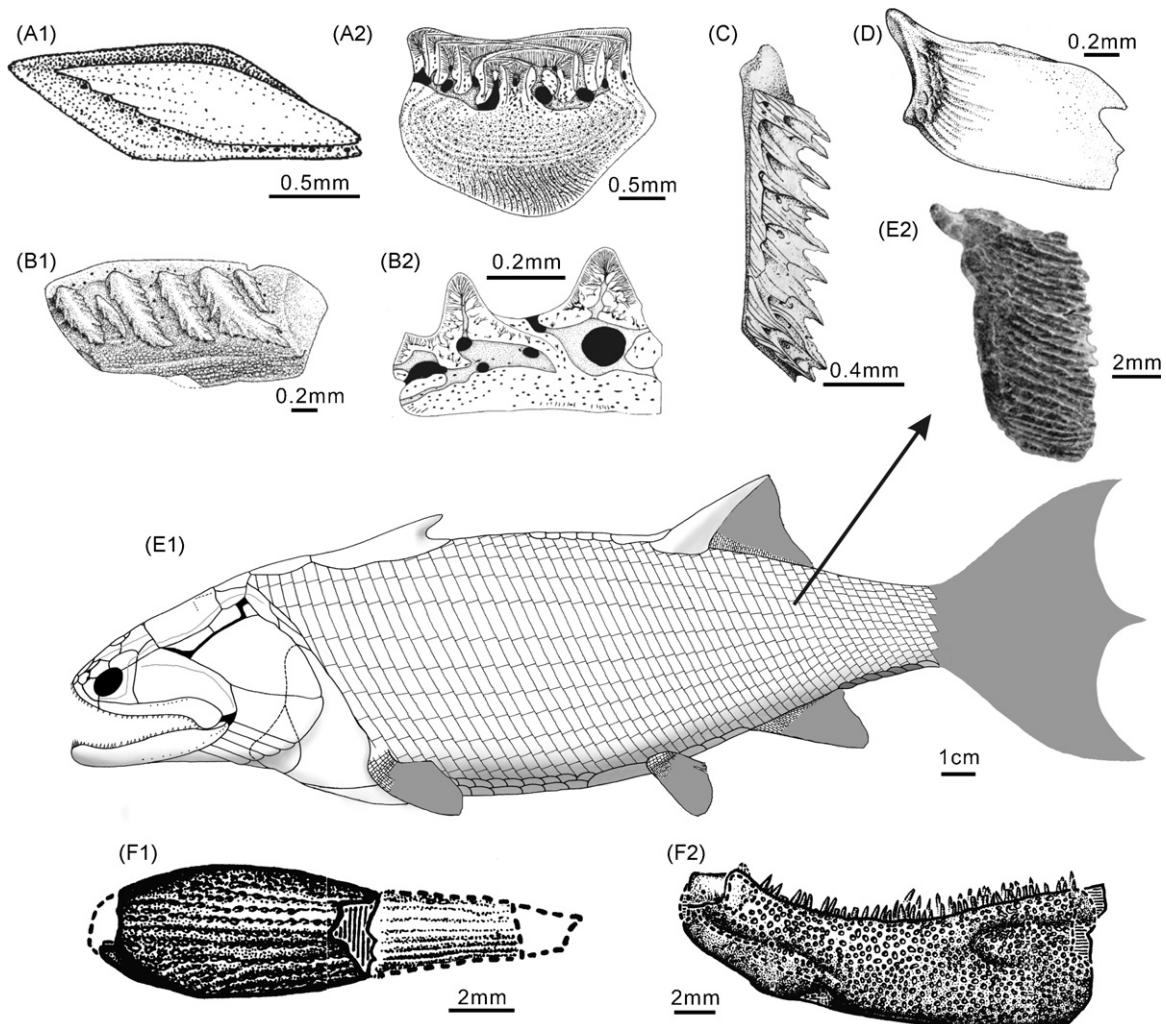 (A1)
0.5mm
(A2)
0.5mm
(C)
0.4mm
(D)
0.2mm
(E2)
2mm
(B1)
0.2mm
(B2)
0.2mm
(E1)
1cm
(F1)
2mm
(F2)
2mm